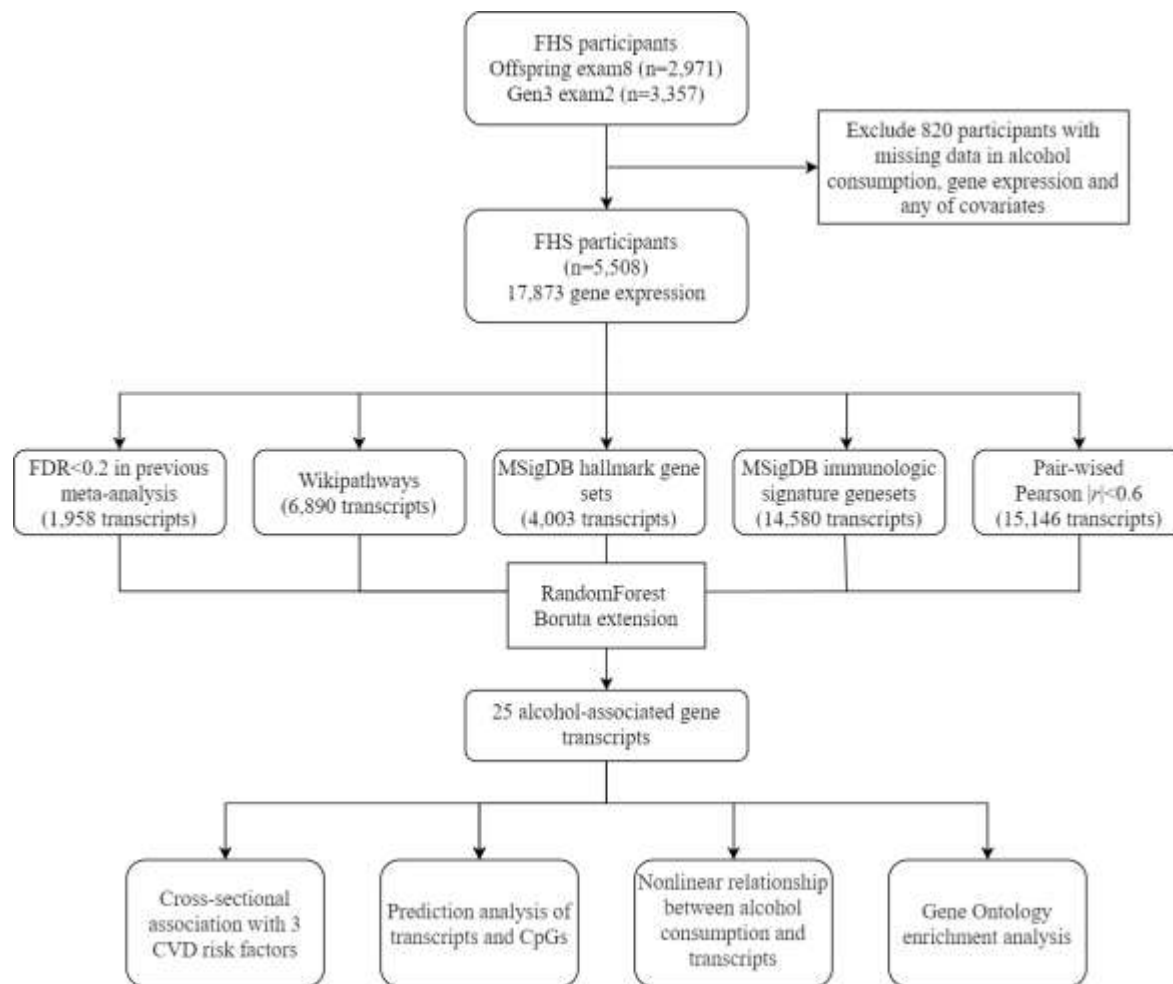 FHS participants
Offspring exam8 (n=2,971)
Gen3 exam2 (n=3,357)
Exclude 820 participants with
missing data in alcohol
consumption, gene expression and
any of covariates
FHS participants
(n=5,508)
17,873 gene expression
FDR<0.2 in previous
meta-analysis
(1,958 transcripts)
Wikipathways
(6,890 transcripts)
MSigDB hallmark gene
sets
(4,003 transcripts)
MSigDB immunologic
signature genesets
(14,580 transcripts)
Pair-wised
Pearson |r|<0.6
(15,146 transcripts)
RandomForest
Boruta extension
25 alcohol-associated gene
transcripts
Cross-sectional
association with 3
CVD risk factors
Prediction analysis of
transcripts and CpGs
Nonlinear relationship
between alcohol
consumption and
transcripts
Gene Ontology
enrichment analysis